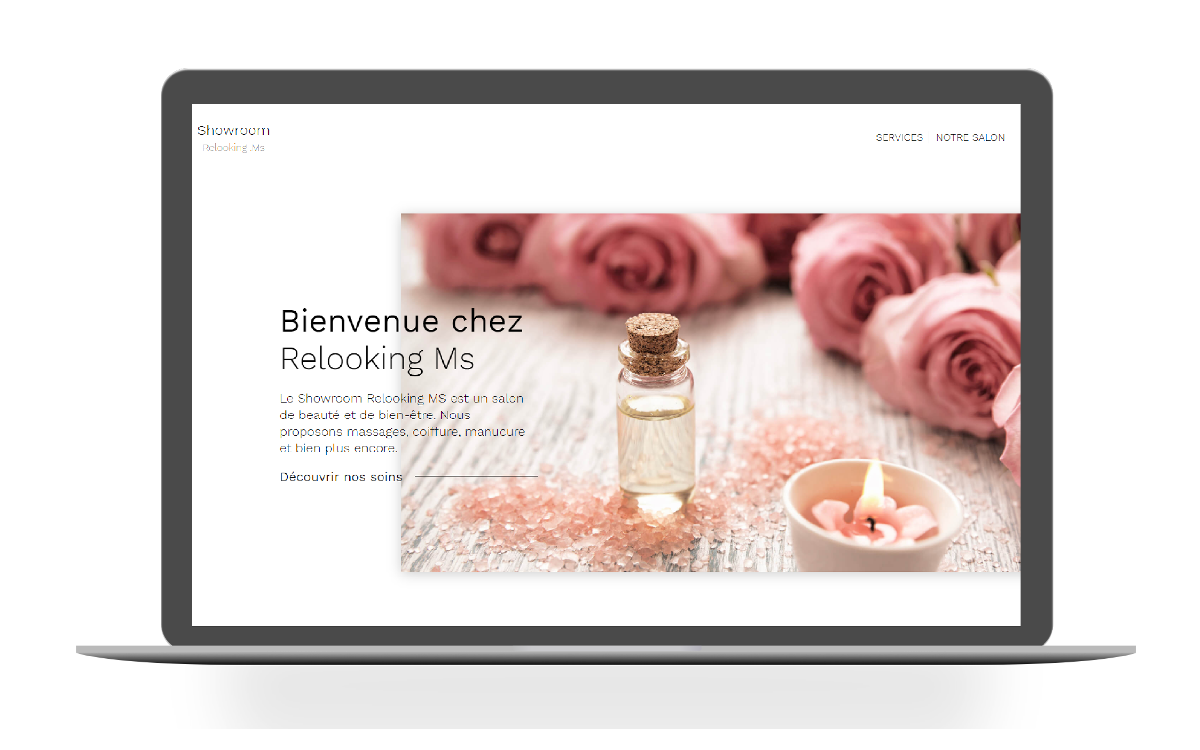 Showroom
Relooking Ms
SERVICES NOTRE SALON
Bienvenue chez
Relooking Ms
Le Showroom Relooking MS est un salon
de beauté et de bien-être. Nous
proposons massages, coiffure, manucure
et bien plus encore.
Découvrir nos soins